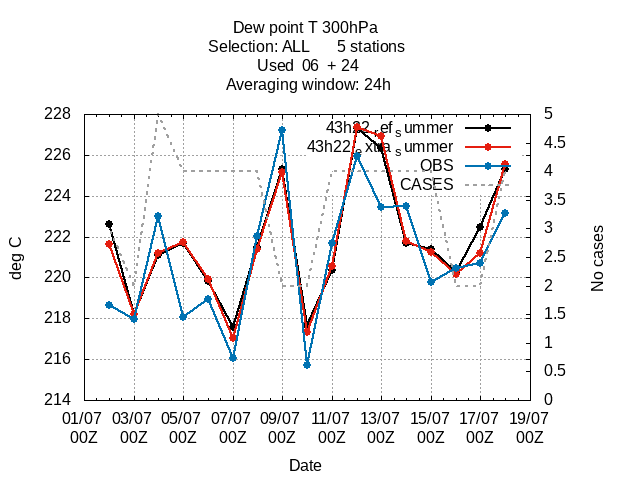 Dew point T 300hPa
Selection: ALL 5 stations
Used 06 + 24
Averaging window: 24h
228
226
224
222
220
218
216
214
5
4.5
4
3.5
3
2.5
2
1.5
1
0.5
0
43h22_ref_summer
43h22_extra_summer
OBS
CASES
deg C
No cases
01/07 03/07 05/07 07/07 09/07 11/07 13/07 15/07 17/07 19/07
00Z 00Z 00Z 00Z 00Z 00Z 00Z 00Z 00Z 00Z
Date